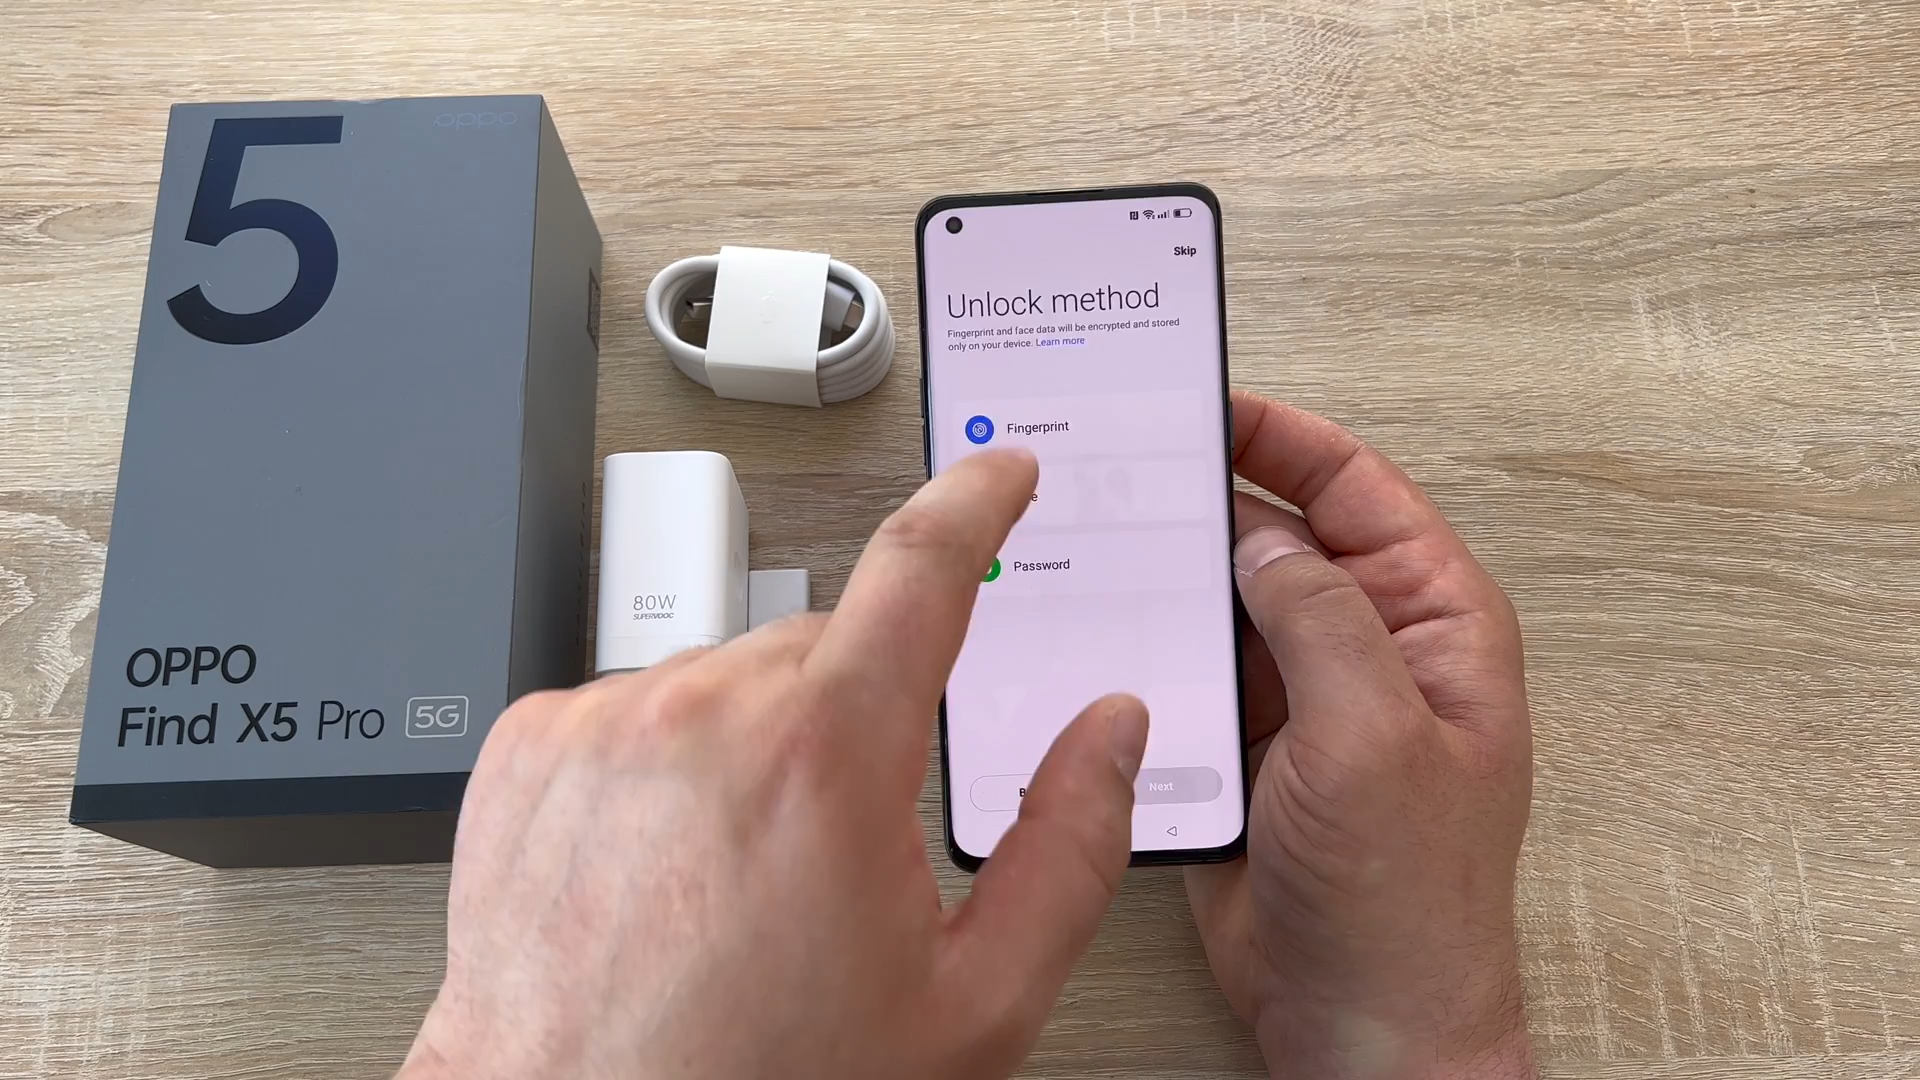 5
oppo
OPPO
Find X5 Pro 5G
80W
SUPERVOOC
Skip
Unlock method
Fingerprint and face data will be encrypted and stored
only on your device. Learn more
Fingerprint
Password
Next